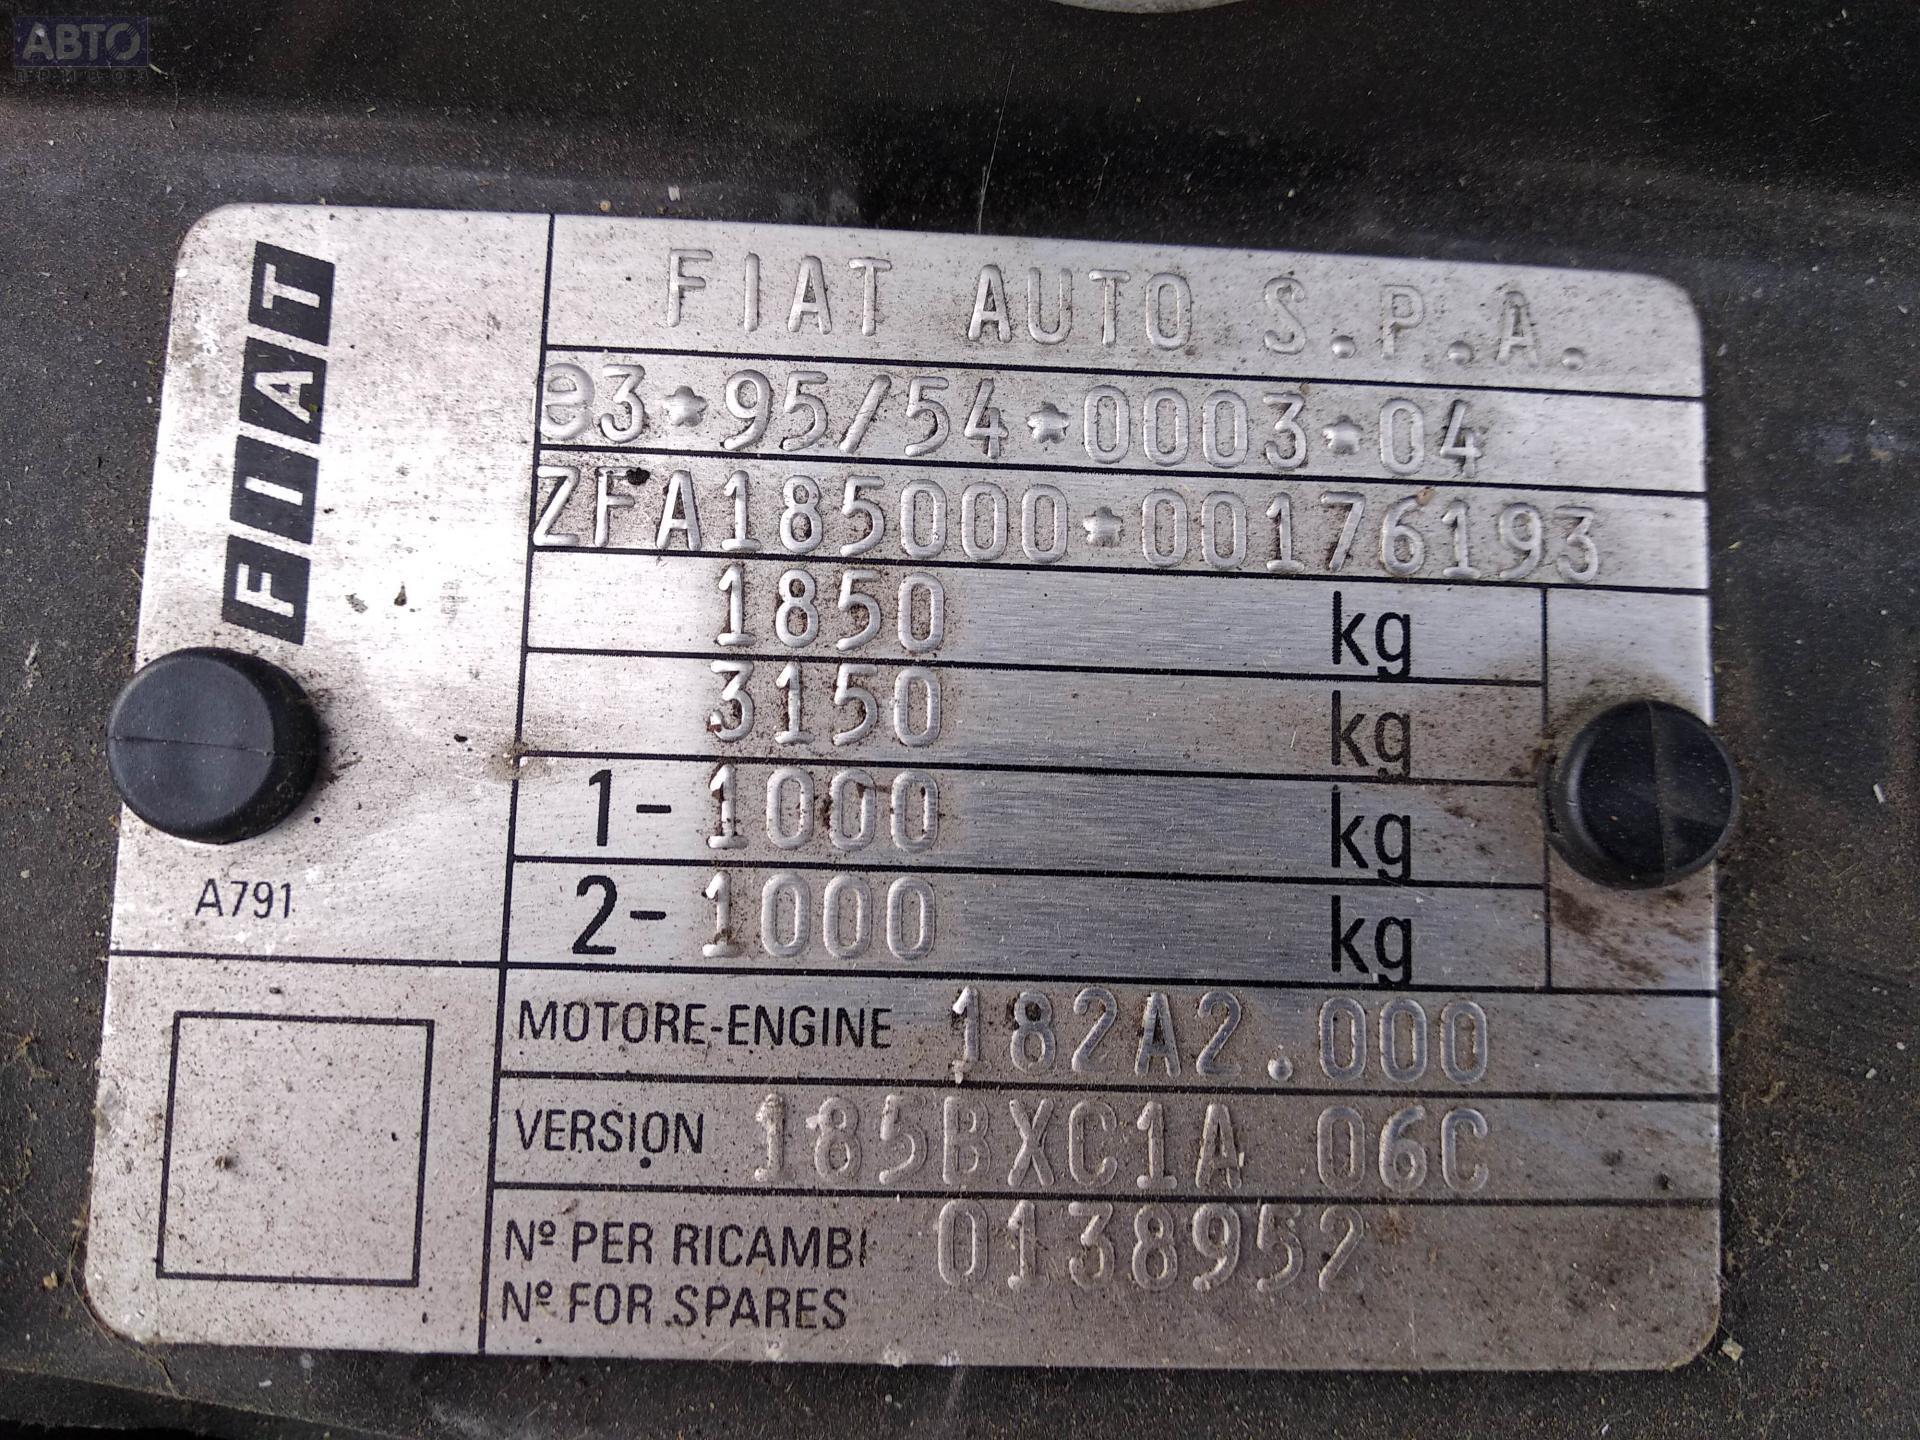 АВТО
ПРИВОЗ
FIAT
FIAT AUTO S.P.A.
e3*95/54*0003*04
ZFA185000*00176193
1850 kg
3150 kg
1- 1000 kg
2- 1000 kg
A791
MOTORE-ENGINE 182A2.000
VERSION 185BXC1A 06C
Nº PER RICAMBI 0138952
Nº FOR SPARES